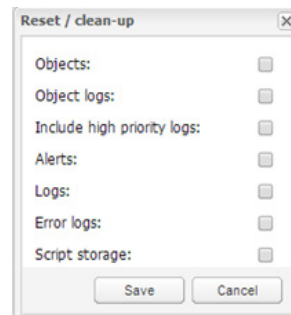 Reset / clean-up
Objects:
Object logs:
Include high priority logs:
Alerts:
Logs:
Error logs:
Script storage:
Save Cancel